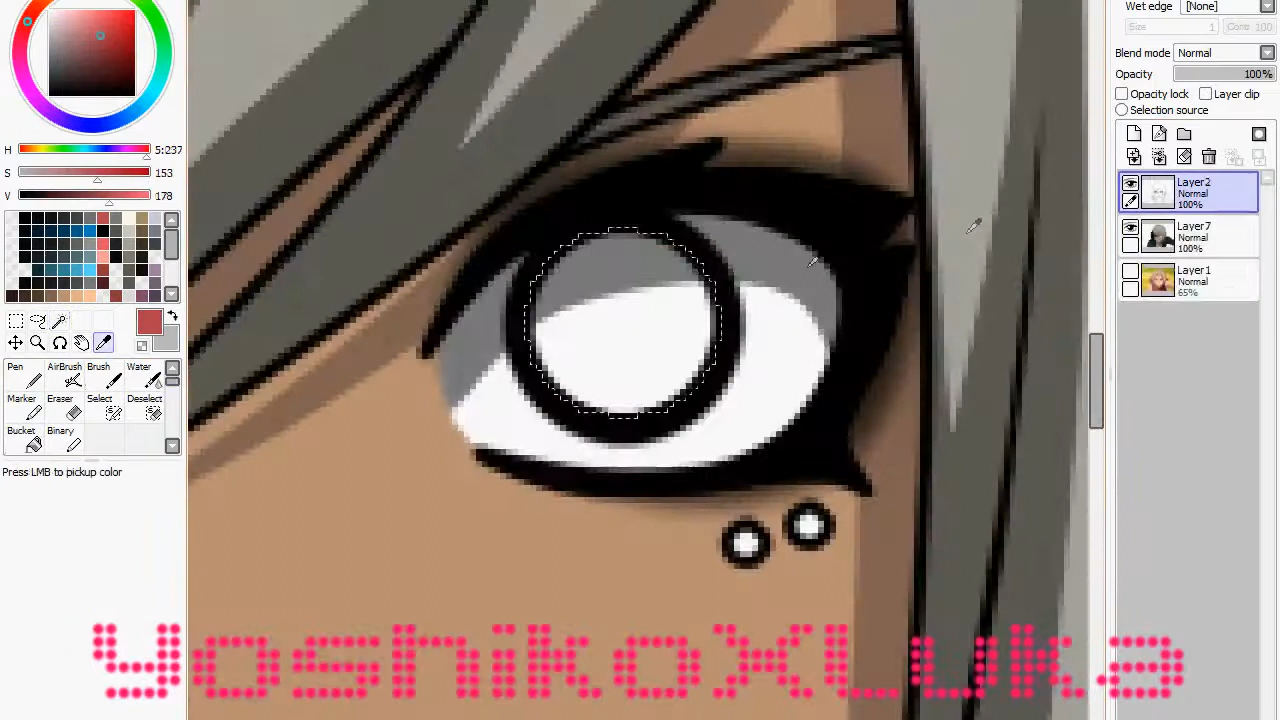 Wet edge [None]
Size 1 Contr 100
Blend mode Normal
Opacity 100%
Opacity lock Layer clip
Selection source
H 5:237
S 153
V 178
Layer2
Normal
100%
Layer7
Normal
100%
Layer1
Normal
65%
Pen AirBrush Brush Water
Marker Eraser Select Deselect
Bucket Binary
Press LMB to pickup color
YoshikoXLuka